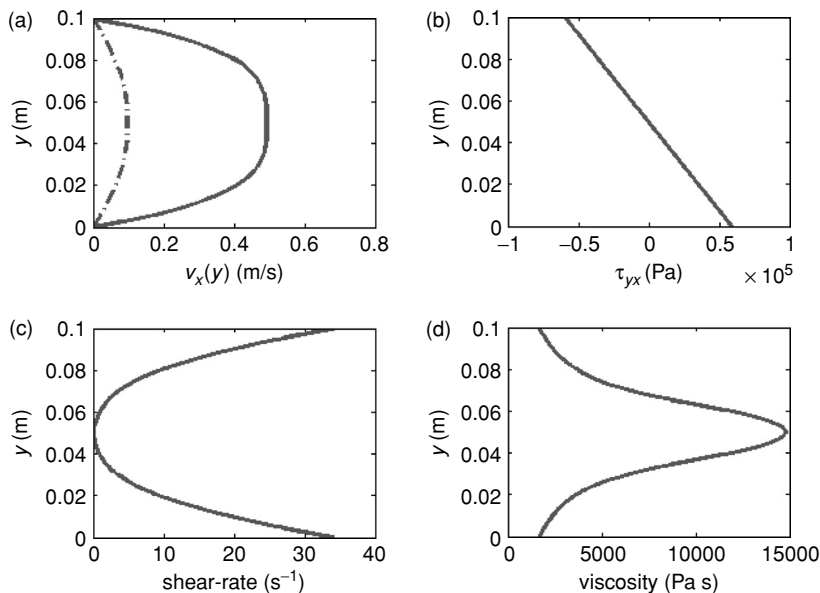 (a)
0.1
0.08
0.06
0.04
0.02
0
y (m)
0 0.2 0.4 0.6 0.8
vx(y) (m/s)
(b)
0.1
0.08
0.06
0.04
0.02
0
y (m)
−1 −0.5 0 0.5 1
τyx (Pa) × 10^5
(c)
0.1
0.08
0.06
0.04
0.02
0
y (m)
0 10 20 30 40
shear-rate (s−1)
(d)
0.1
0.08
0.06
0.04
0.02
0
y (m)
0 5000 10000 15000
viscosity (Pa s)